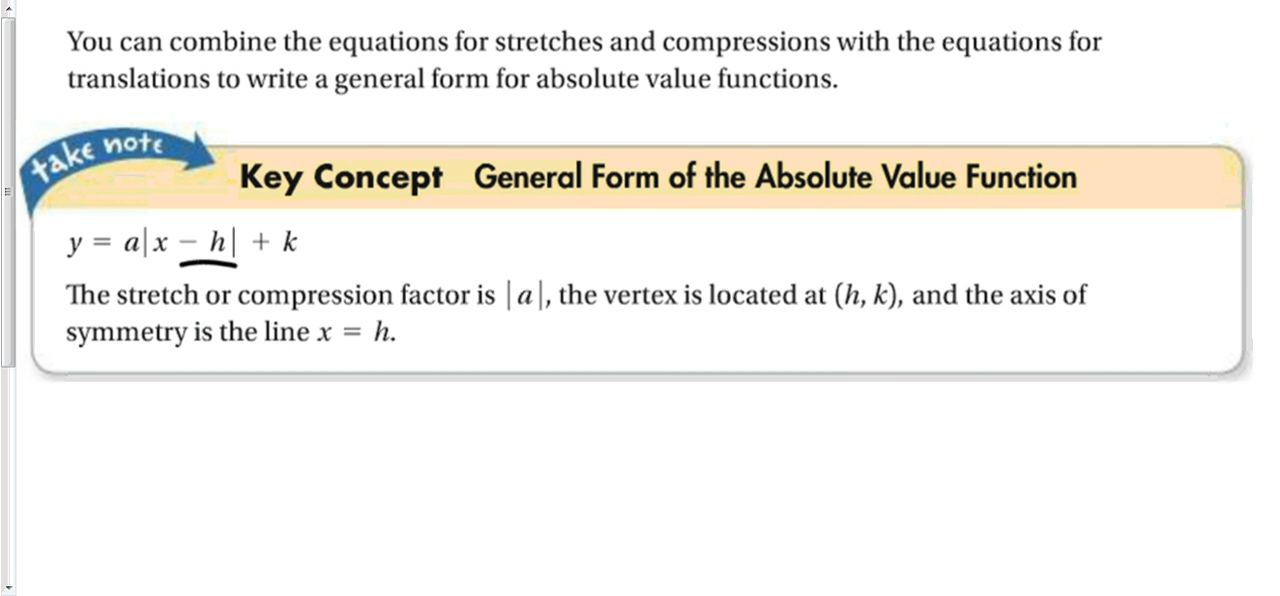 You can combine the equations for stretches and compressions with the equations for
translations to write a general form for absolute value functions.
take note
Key Concept General Form of the Absolute Value Function
y = a|x − h| + k
The stretch or compression factor is |a|, the vertex is located at (h, k), and the axis of
symmetry is the line x = h.